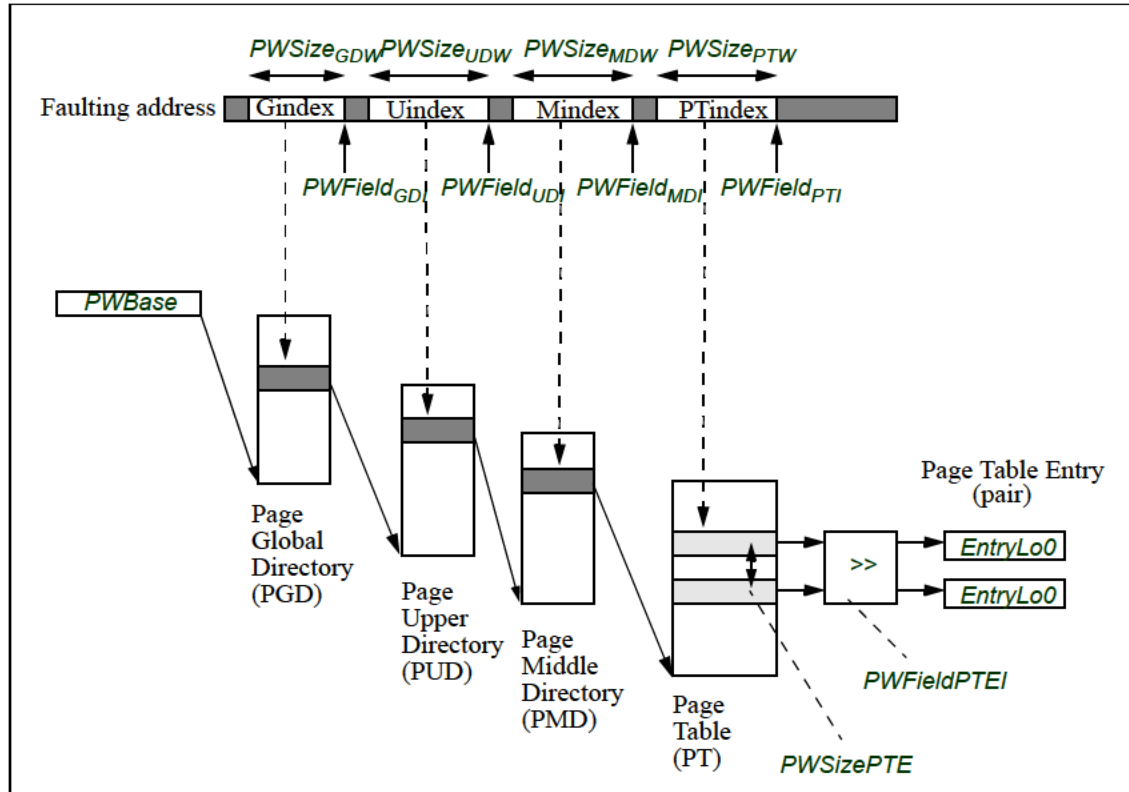 PWSizeGDW PWSizeUDW PWSizeMDW PWSizePTW
Faulting address Gindex Uindex Mindex PTindex
PWFieldGDI PWFieldUDI PWFieldMDI PWFieldPTI
PWBase
Page Table Entry
(pair)
EntryLo0
>>
EntryLo0
Page
Global
Directory
(PGD)
Page
Upper
Directory
(PUD)
Page
Middle
Directory
(PMD)
Page
Table
(PT)
PWFieldPTEI
PWSizePTE